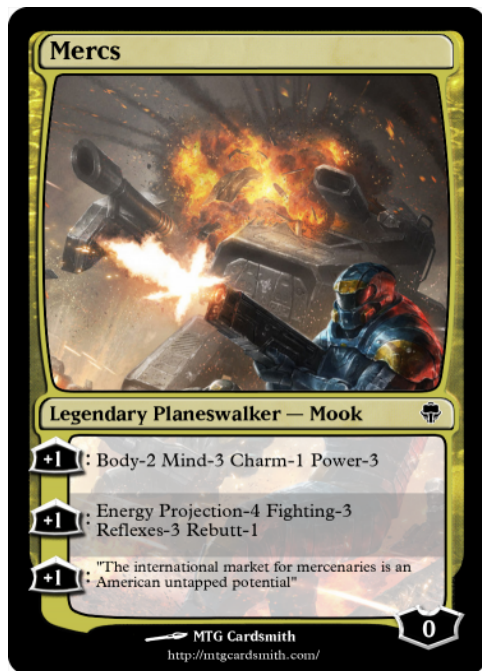 Mercs
Legendary Planeswalker — Mook
+1 : Body-2 Mind-3 Charm-1 Power-3
+1 : Energy Projection-4 Fighting-3
Reflexes-3 Rebutt-1
+1 : "The international market for mercenaries is an
American untapped potential"
0
MTG Cardsmith
http://mtgcardsmith.com/